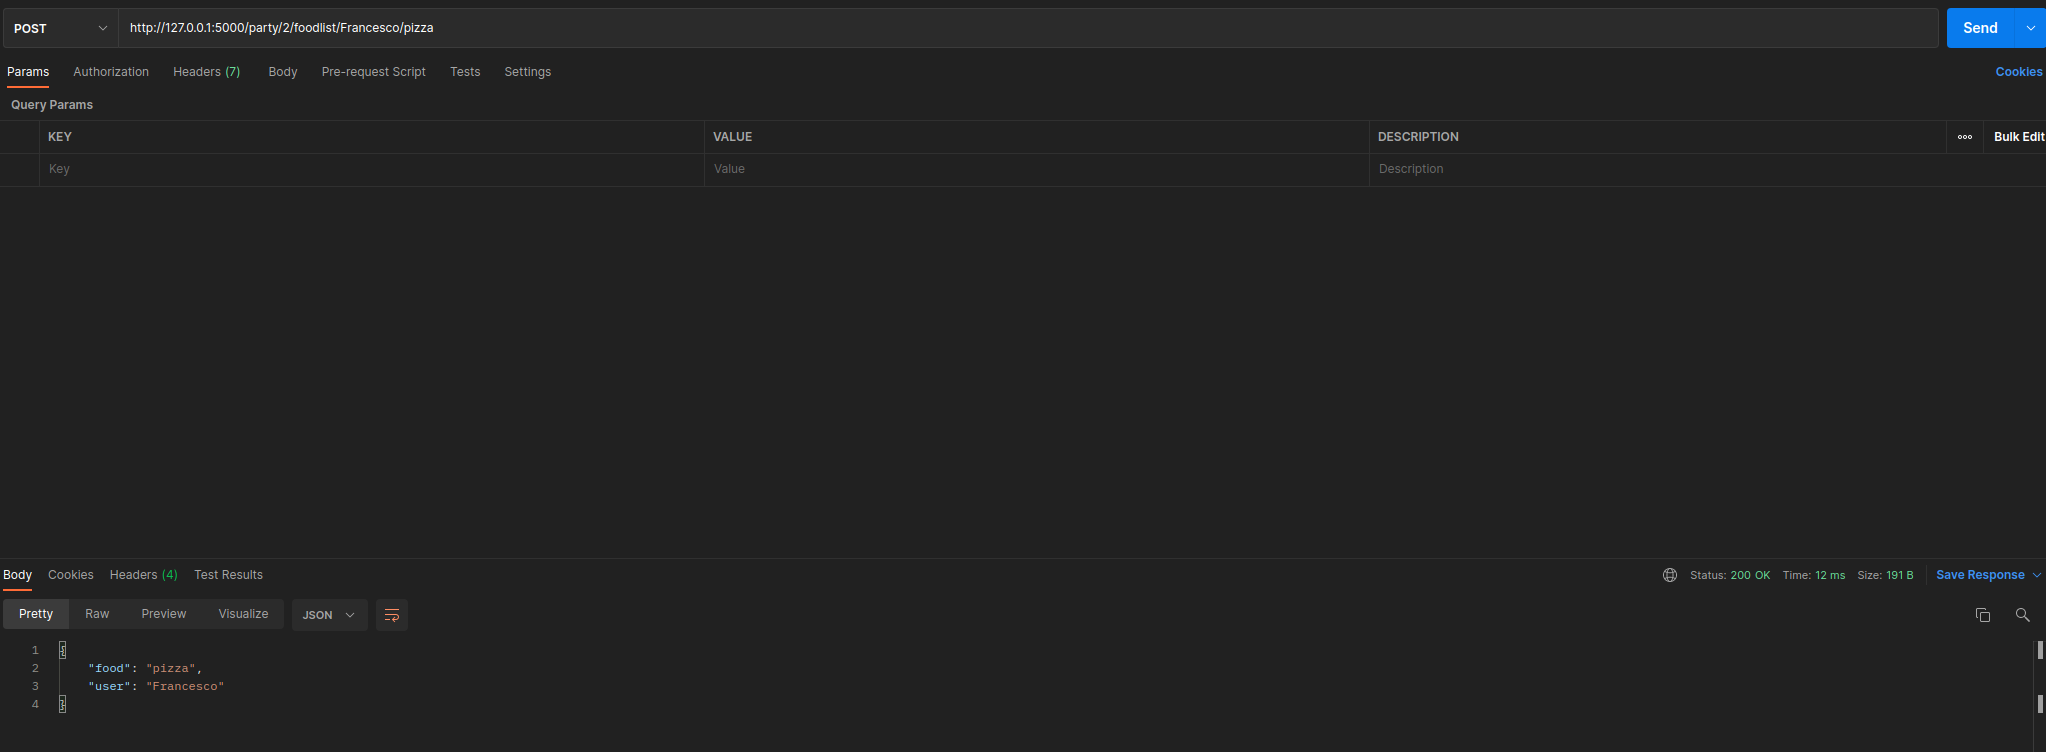 POST http://127.0.0.1:5000/party/2/foodlist/Francesco/pizza Send
Params Authorization Headers (7) Body Pre-request Script Tests Settings Cookies
Query Params
KEY VALUE DESCRIPTION ooo Bulk Edit
Key Value Description
Body Cookies Headers (4) Test Results Status: 200 OK Time: 12 ms Size: 191 B Save Response
Pretty Raw Preview Visualize JSON
1 {
2 "food": "pizza",
3 "user": "Francesco"
4 }